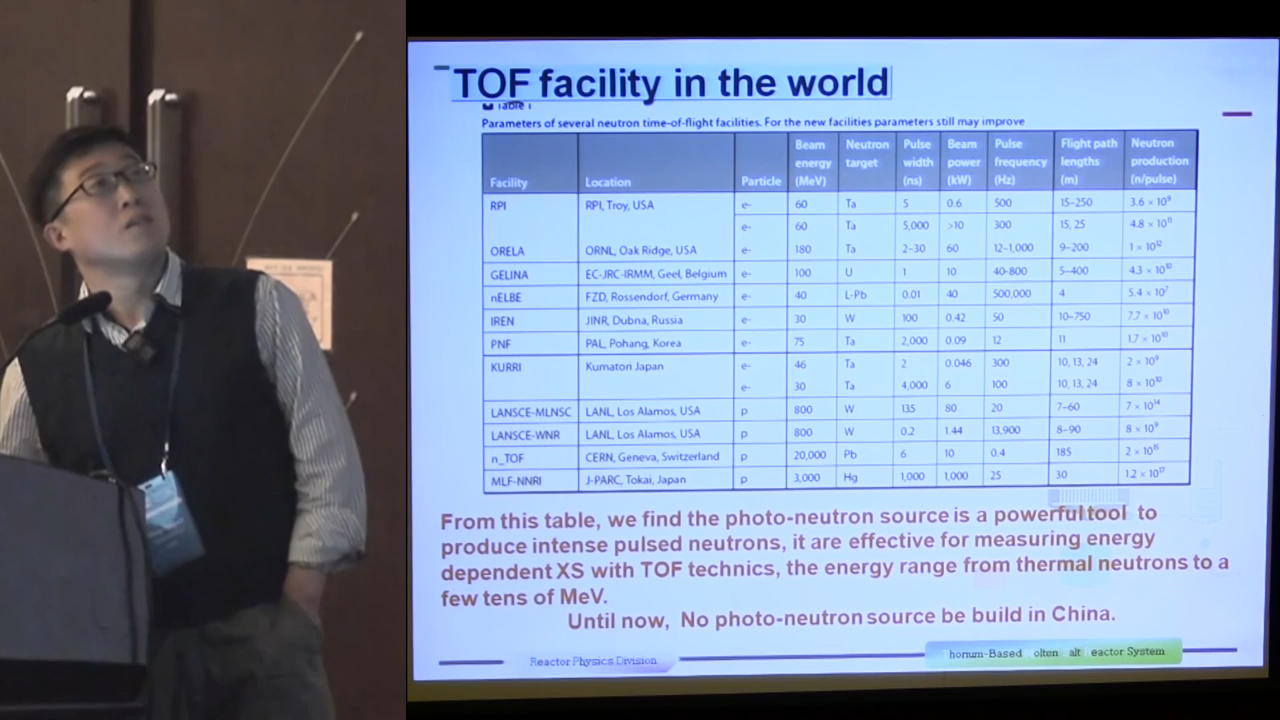 TOF facility in the world
Table 1
Parameters of several neutron time-of-flight facilities. For the new facilities parameters still may improve
Facility Location Particle Beam energy (MeV) Neutron target Pulse width (ns) Beam power (kW) Pulse frequency (Hz) Flight path lengths (m) Neutron production (n/pulse)
RPI RPI, Troy, USA e- 60 Ta 5 0.6 500 15–250 3.6 × 10⁹
e- 60 Ta 5,000 >10 300 15, 25 4.8 × 10¹¹
ORELA ORNL, Oak Ridge, USA e- 180 Ta 2–30 60 12–1,000 9–200 1 × 10¹²
GELINA EC-JRC-IRMM, Geel, Belgium e- 100 U 1 10 40-800 5–400 4.3 × 10¹⁰
nELBE FZD, Rossendorf, Germany e- 40 L-Pb 0.01 40 500,000 4 5.4 × 10⁷
IREN JINR, Dubna, Russia e- 30 W 100 0.42 50 10–750 7.7 × 10¹⁰
PNF PAL, Pohang, Korea e- 75 Ta 2,000 0.09 12 11 1.7 × 10¹⁰
KURRI Kumatori Japan e- 46 Ta 2 0.046 300 10, 13, 24 2 × 10⁹
e- 30 Ta 4,000 6 100 10, 13, 24 8 × 10¹⁰
LANSCE-MLNSC LANL, Los Alamos, USA p 800 W 135 80 20 7–60 7 × 10¹⁴
LANSCE-WNR LANL, Los Alamos, USA p 800 W 0.2 1.44 13,900 8–90 8 × 10⁹
n_TOF CERN, Geneva, Switzerland p 20,000 Pb 6 10 0.4 185 2 × 10¹⁵
MLF-NNRI J-PARC, Tokai, Japan p 3,000 Hg 1,000 1,000 25 30 1.2 × 10¹⁷
From this table, we find the photo-neutron source is a powerful tool to
produce intense pulsed neutrons, it are effective for measuring energy
dependent XS with TOF technics, the energy range from thermal neutrons to a
few tens of MeV.
Until now, No photo-neutron source be build in China.
Reactor Physics Division
horium-Based olten alt eactor System